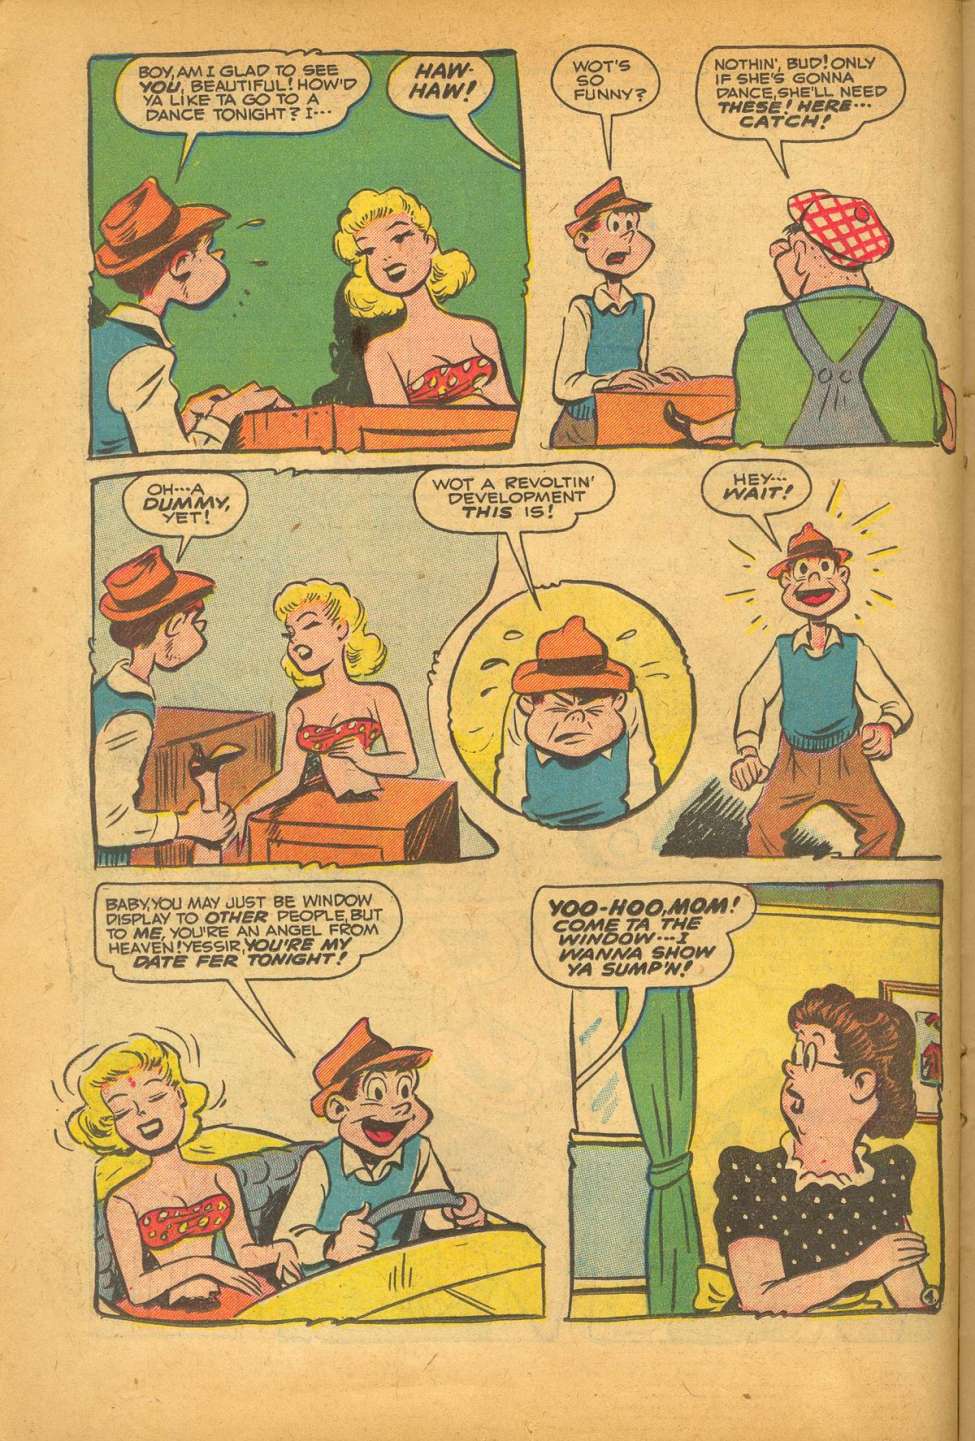 BOY, AM I GLAD TO SEE
YOU, BEAUTIFUL! HOW'D
YA LIKE TA GO TO A
DANCE TONIGHT? I---
HAW-
HAW!
WOT'S
SO
FUNNY?
NOTHIN', BUD! ONLY
IF SHE'S GONNA
DANCE, SHE'LL NEED
THESE! HERE---
CATCH!
OH---A
DUMMY,
YET!
WOT A REVOLTIN'
DEVELOPMENT
THIS IS!
HEY---
WAIT!
BABY, YOU MAY JUST BE WINDOW
DISPLAY TO OTHER PEOPLE, BUT
TO ME, YOU'RE AN ANGEL FROM
HEAVEN! YESSIR, YOU'RE MY
DATE FER TONIGHT!
YOO-HOO, MOM!
COME TA THE
WINDOW---I
WANNA SHOW
YA SUMP'N!
4